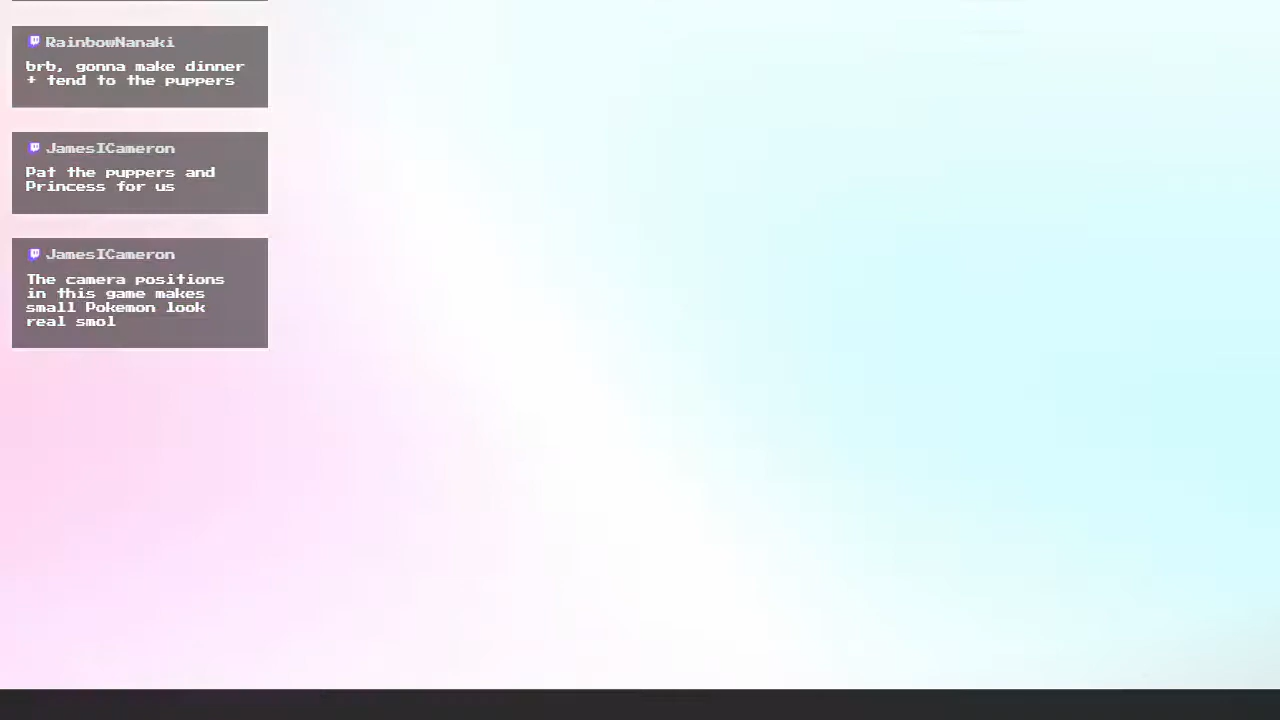 RainbowNanaki
brb, gonna make dinner
+ tend to the puppers
JamesICameron
Pat the puppers and
Princess for us
JamesICameron
The camera positions
in this game makes
small Pokemon look
real smol